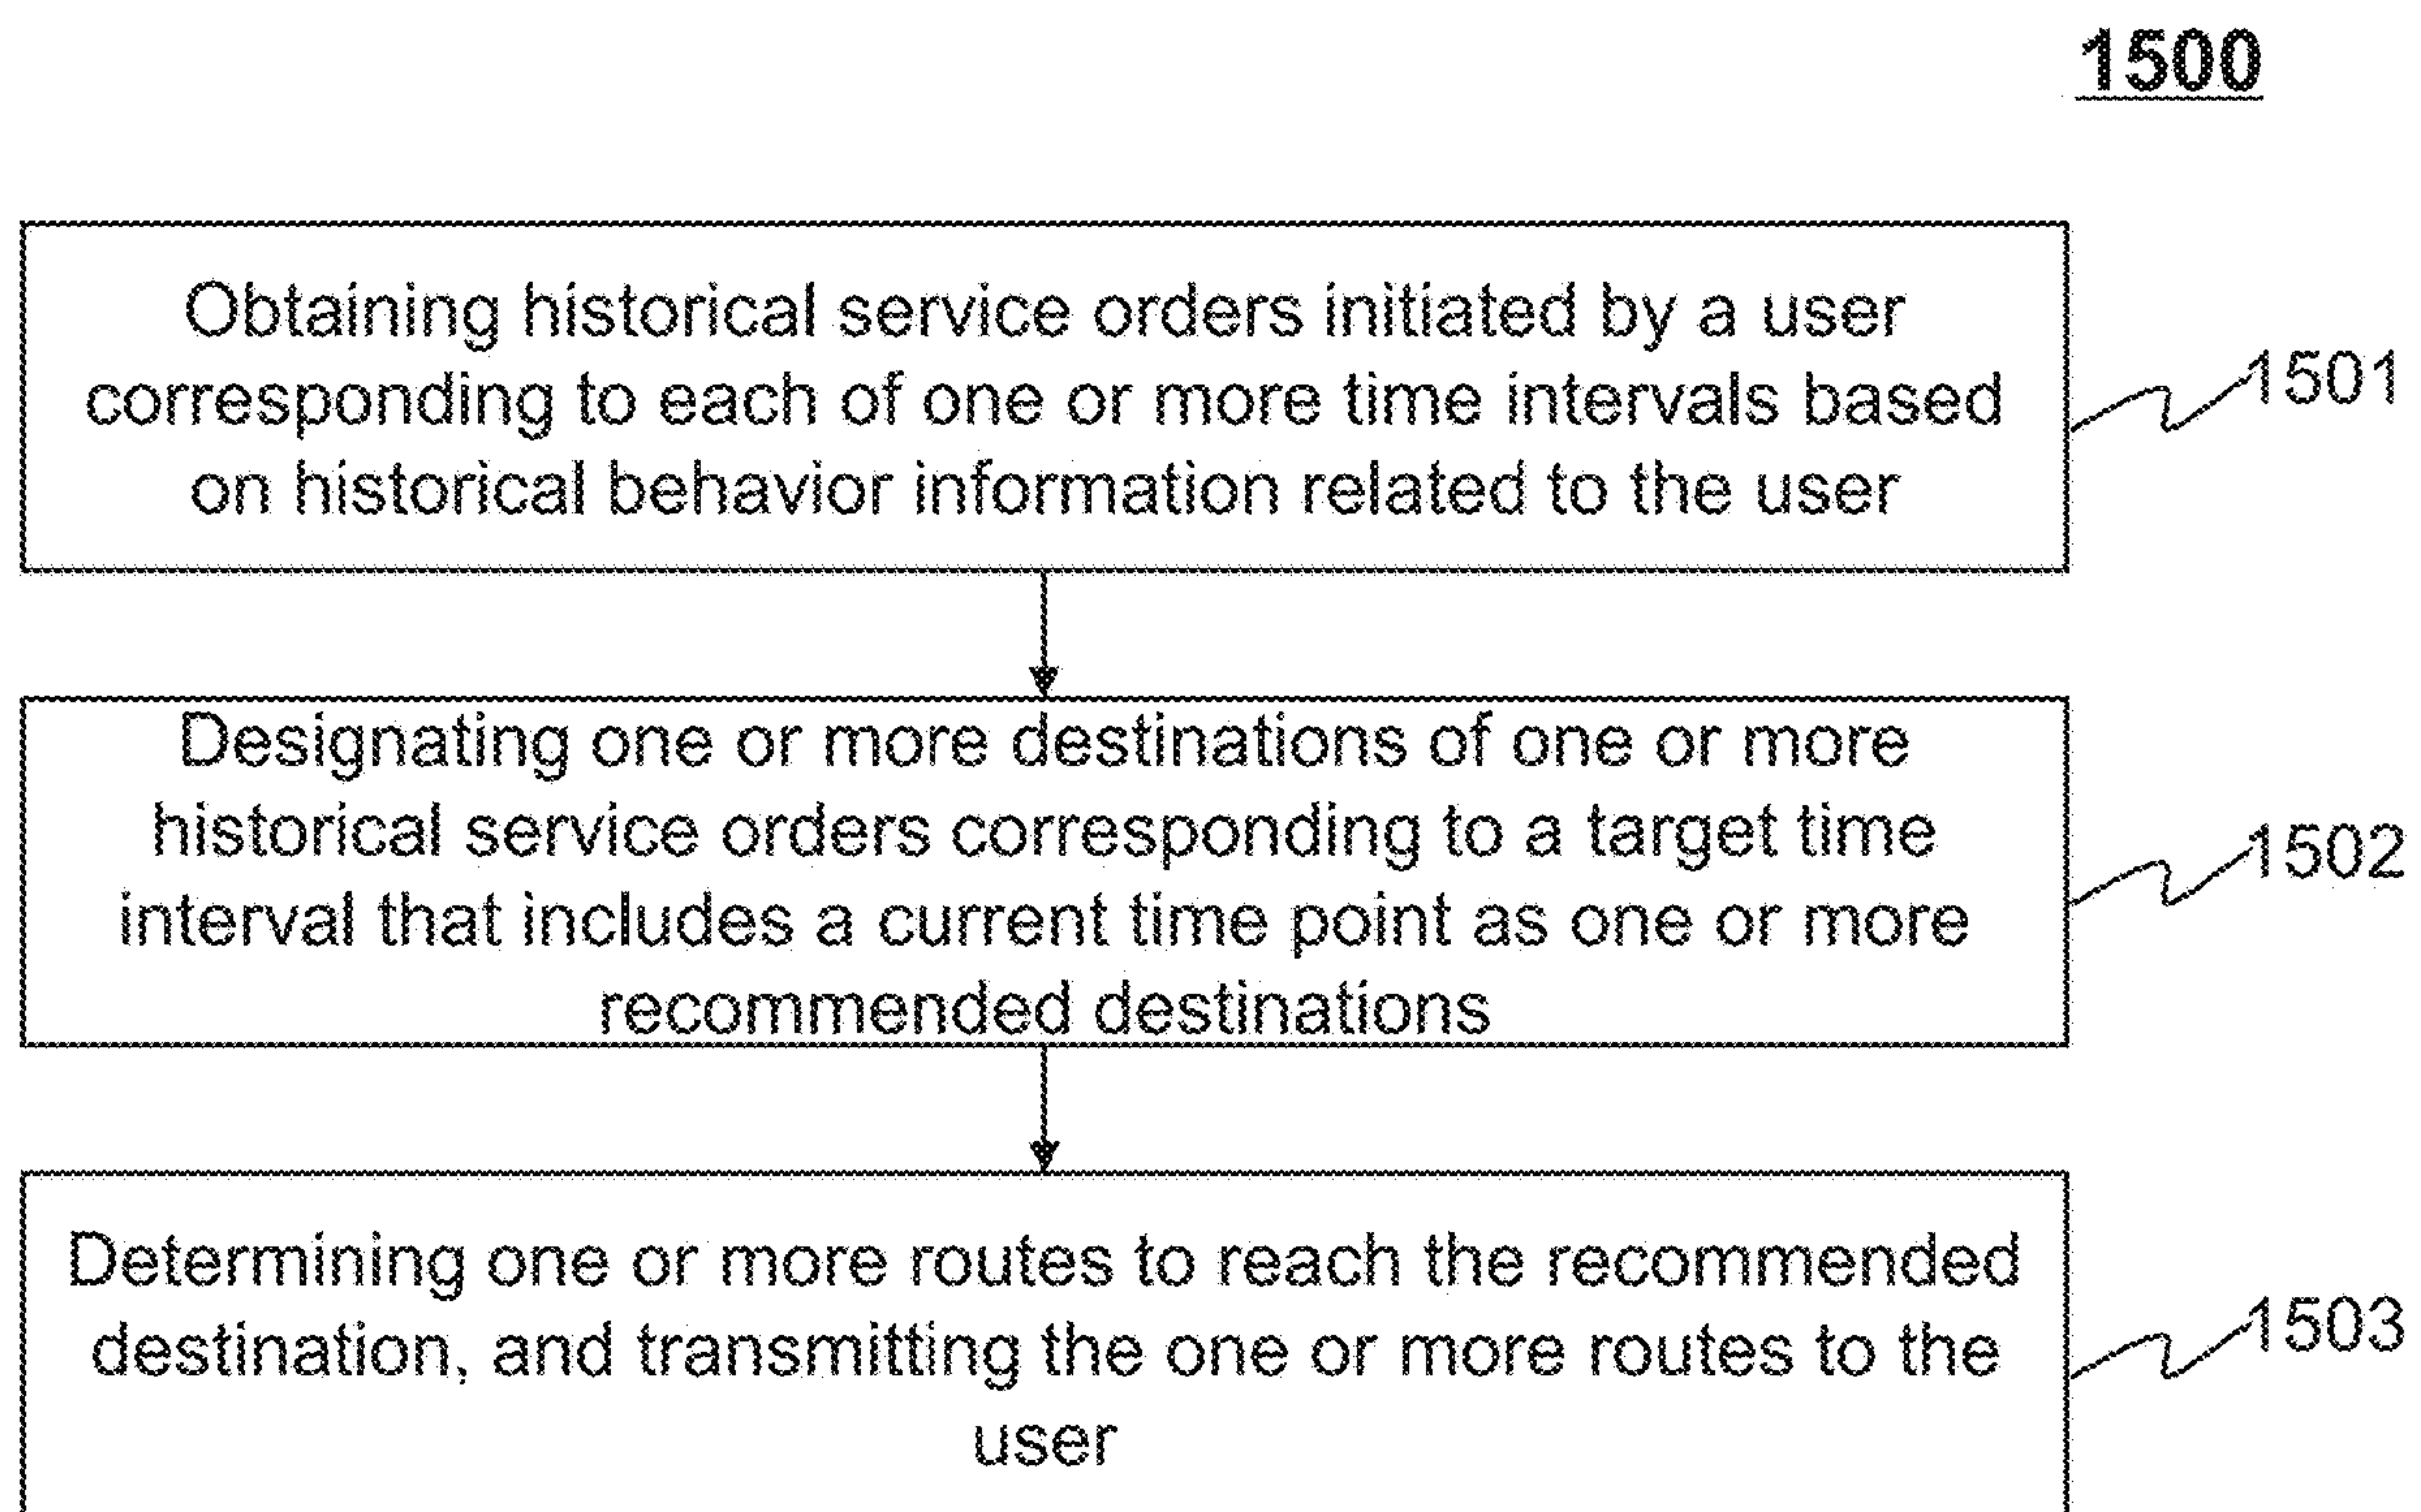 1500
Obtaining historical service orders initiated by a user
corresponding to each of one or more time intervals based
on historical behavior information related to the user
1501
Designating one or more destinations of one or more
historical service orders corresponding to a target time
interval that includes a current time point as one or more
recommended destinations
1502
Determining one or more routes to reach the recommended
destination, and transmitting the one or more routes to the
user
1503